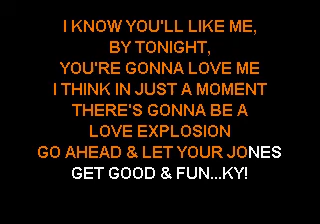 I KNOW YOU'LL LIKE ME,
BY TONIGHT,
YOU'RE GONNA LOVE ME
I THINK IN JUST A MOMENT
THERE'S GONNA BE A
LOVE EXPLOSION
GO AHEAD & LET YOUR JONES
GET GOOD & FUN...KY!